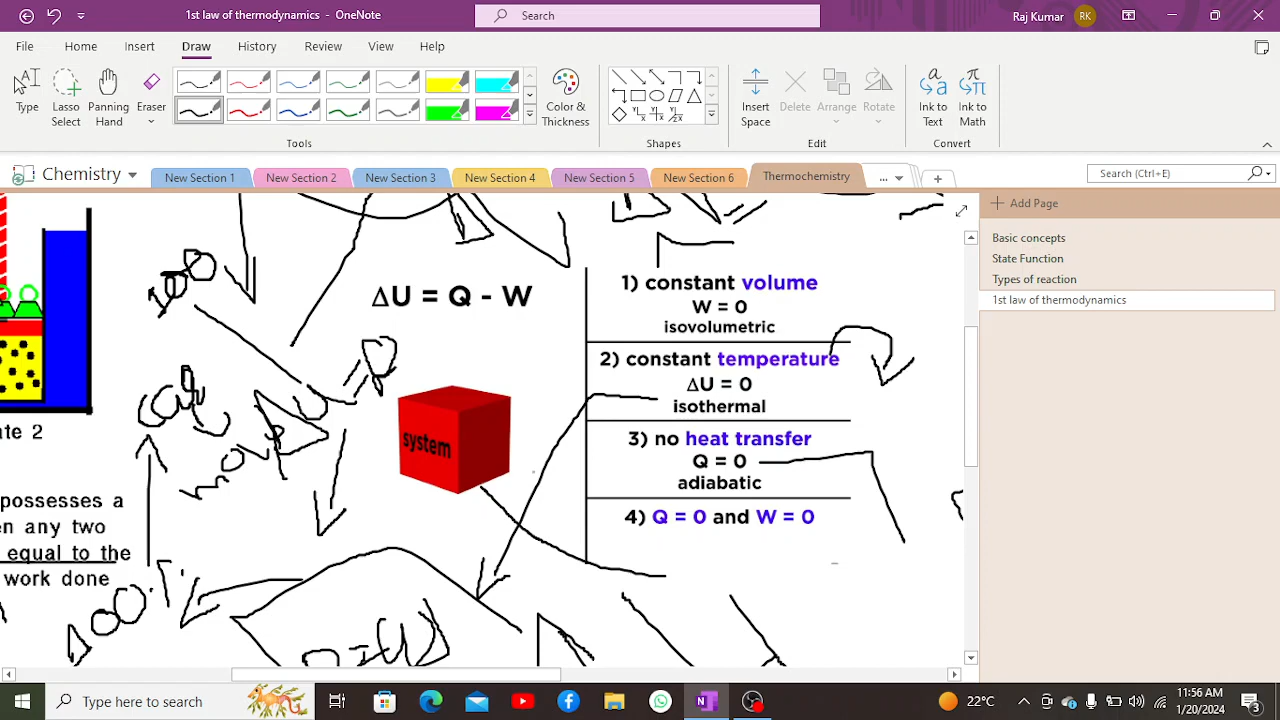 1st law of thermodynamics - OneNote
Search
Raj Kumar
RK
File
Home
Insert
Draw
History
Review
View
Help
Type
Lasso Select
Panning Hand
Eraser
Color & Thickness
Insert Space
Delete
Arrange
Rotate
Ink to Text
Ink to Math
Tools
Shapes
Edit
Convert
Chemistry
New Section 1
New Section 2
New Section 3
New Section 4
New Section 5
New Section 6
Thermochemistry
...
Search (Ctrl+E)
Add Page
Basic concepts
State Function
Types of reaction
1st law of thermodynamics
ΔU = Q - W
system
1) constant volume
W = 0
isovolumetric
2) constant temperature
ΔU = 0
isothermal
3) no heat transfer
Q = 0
adiabatic
4) Q = 0 and W = 0
ate 2
possesses a
en any two
equal to the
work done
Type here to search
22°C
11:56 AM
1/20/2024
3